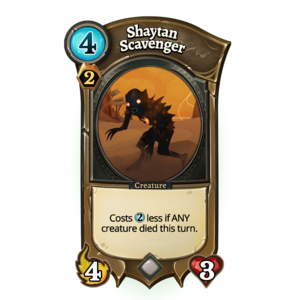 4
Shaytan
Scavenger
2
Creature
Costs 2 less if ANY
creature died this turn.
4
3